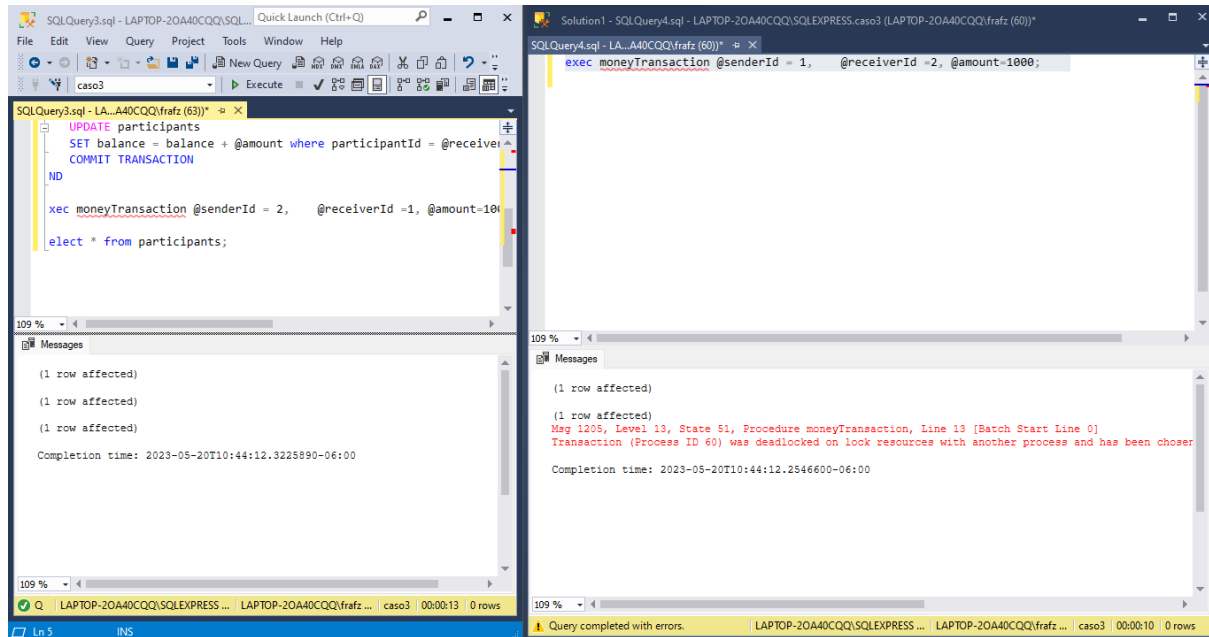 SQLQuery3.sql - LAPTOP-2OA40CQQ\SQL...
Quick Launch (Ctrl+Q)
File Edit View Query Project Tools Window Help
New Query
caso3
Execute
SQLQuery3.sql - LA...A40CQQ\frafz (63))*
UPDATE participants
SET balance = balance + @amount where participantId = @receiver
COMMIT TRANSACTION
ND
xec moneyTransaction @senderId = 2, @receiverId =1, @amount=100
elect * from participants;
109 %
Messages
(1 row affected)
(1 row affected)
(1 row affected)
Completion time: 2023-05-20T10:44:12.3225890-06:00
109 %
Q LAPTOP-2OA40CQQ\SQLEXPRESS ... LAPTOP-2OA40CQQ\frafz ... caso3 00:00:13 0 rows
Ln 5 INS
Solution1 - SQLQuery4.sql - LAPTOP-2OA40CQQ\SQLEXPRESS.caso3 (LAPTOP-2OA40CQQ\frafz (60))*
SQLQuery4.sql - LA...A40CQQ\frafz (60))*
exec moneyTransaction @senderId = 1, @receiverId =2, @amount=1000;
109 %
Messages
(1 row affected)
(1 row affected)
Msg 1205, Level 13, State 51, Procedure moneyTransaction, Line 13 [Batch Start Line 0]
Transaction (Process ID 60) was deadlocked on lock resources with another process and has been chosen
Completion time: 2023-05-20T10:44:12.2546600-06:00
109 %
Query completed with errors. LAPTOP-2OA40CQQ\SQLEXPRESS ... LAPTOP-2OA40CQQ\frafz ... caso3 00:00:10 0 rows